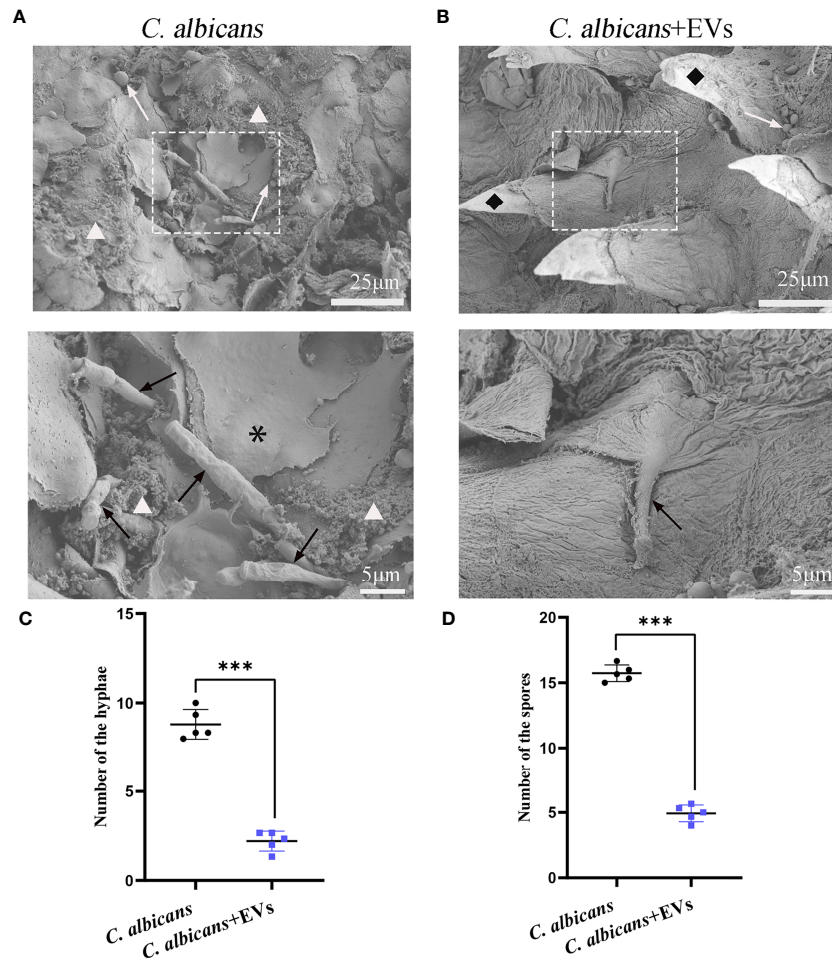 A
C. albicans
25μm
*
5μm
B
C. albicans+EVs
25μm
5μm
C
15
10
5
0
Number of the hyphae
***
C. albicans
C. albicans+EVs
D
20
15
10
5
0
Number of the spores
***
C. albicans
C. albicans+EVs